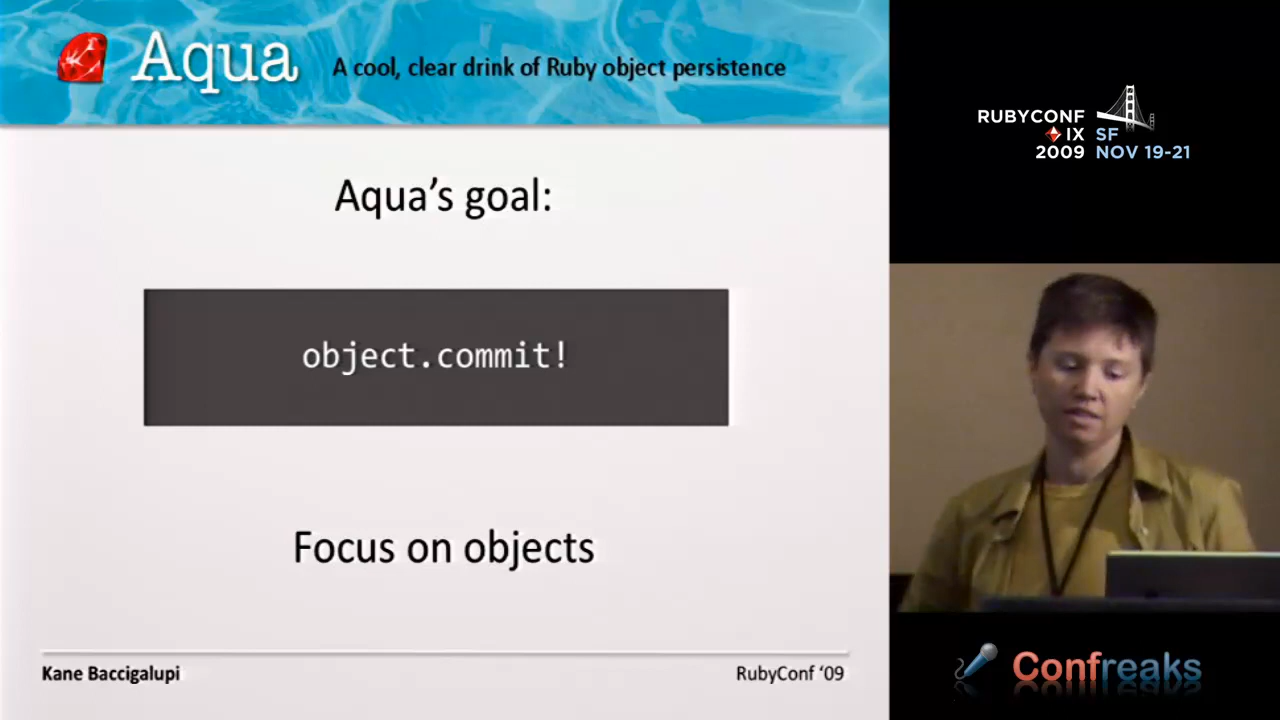 Aqua
A cool, clear drink of Ruby object persistence
Aqua's goal:
object.commit!
Focus on objects
Kane Baccigalupi
RubyConf '09
RUBYCONF
IX
2009
SF
NOV 19-21
Confreaks